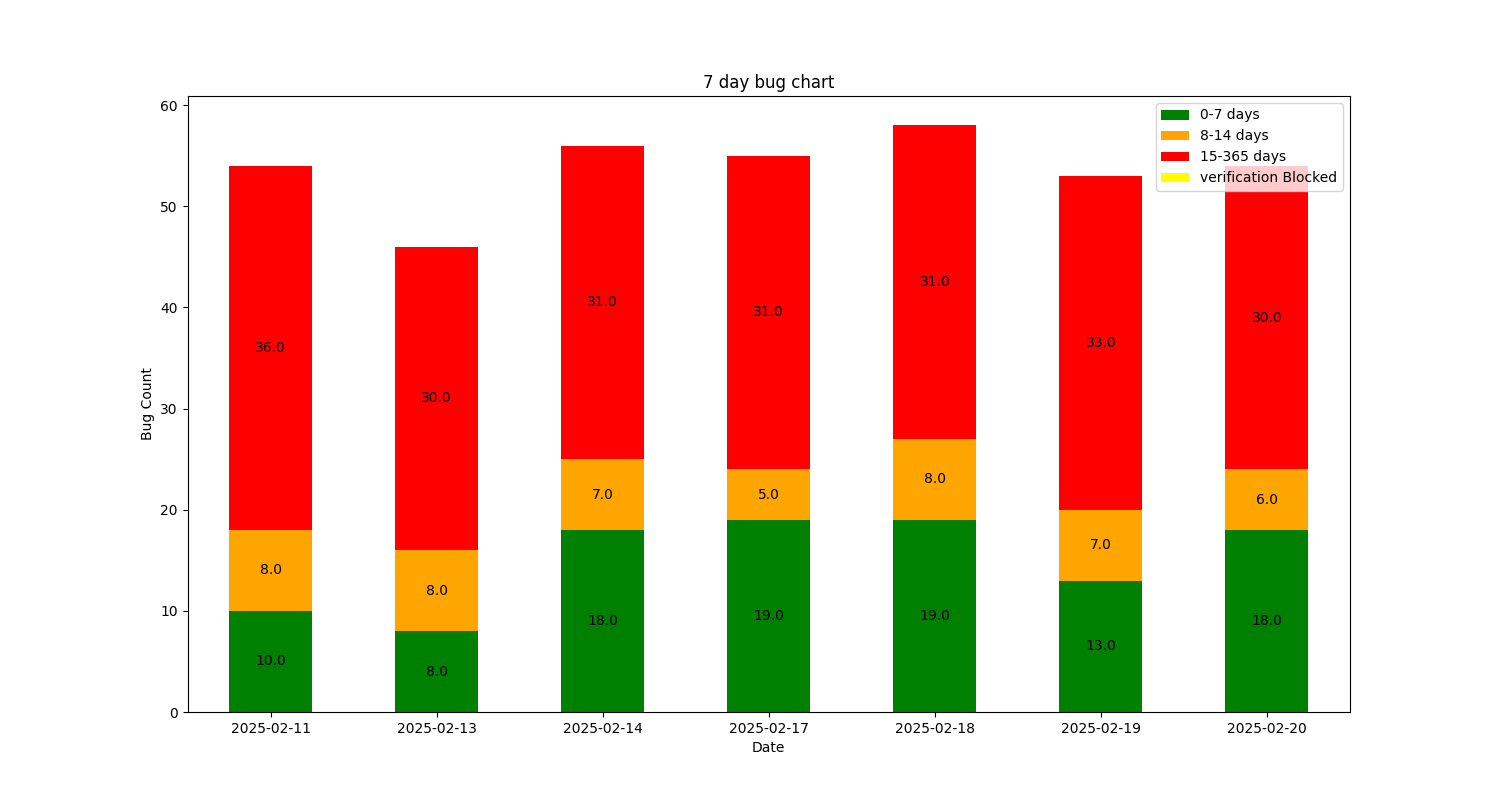 7 day bug chart
60
50
40
30
20
10
0
Bug Count
0-7 days
8-14 days
15-365 days
verification Blocked
36.0 30.0 31.0 31.0 31.0 33.0 30.0
8.0 8.0 7.0 5.0 8.0 7.0 6.0
10.0 8.0 18.0 19.0 19.0 13.0 18.0
2025-02-11 2025-02-13 2025-02-14 2025-02-17 2025-02-18 2025-02-19 2025-02-20
Date